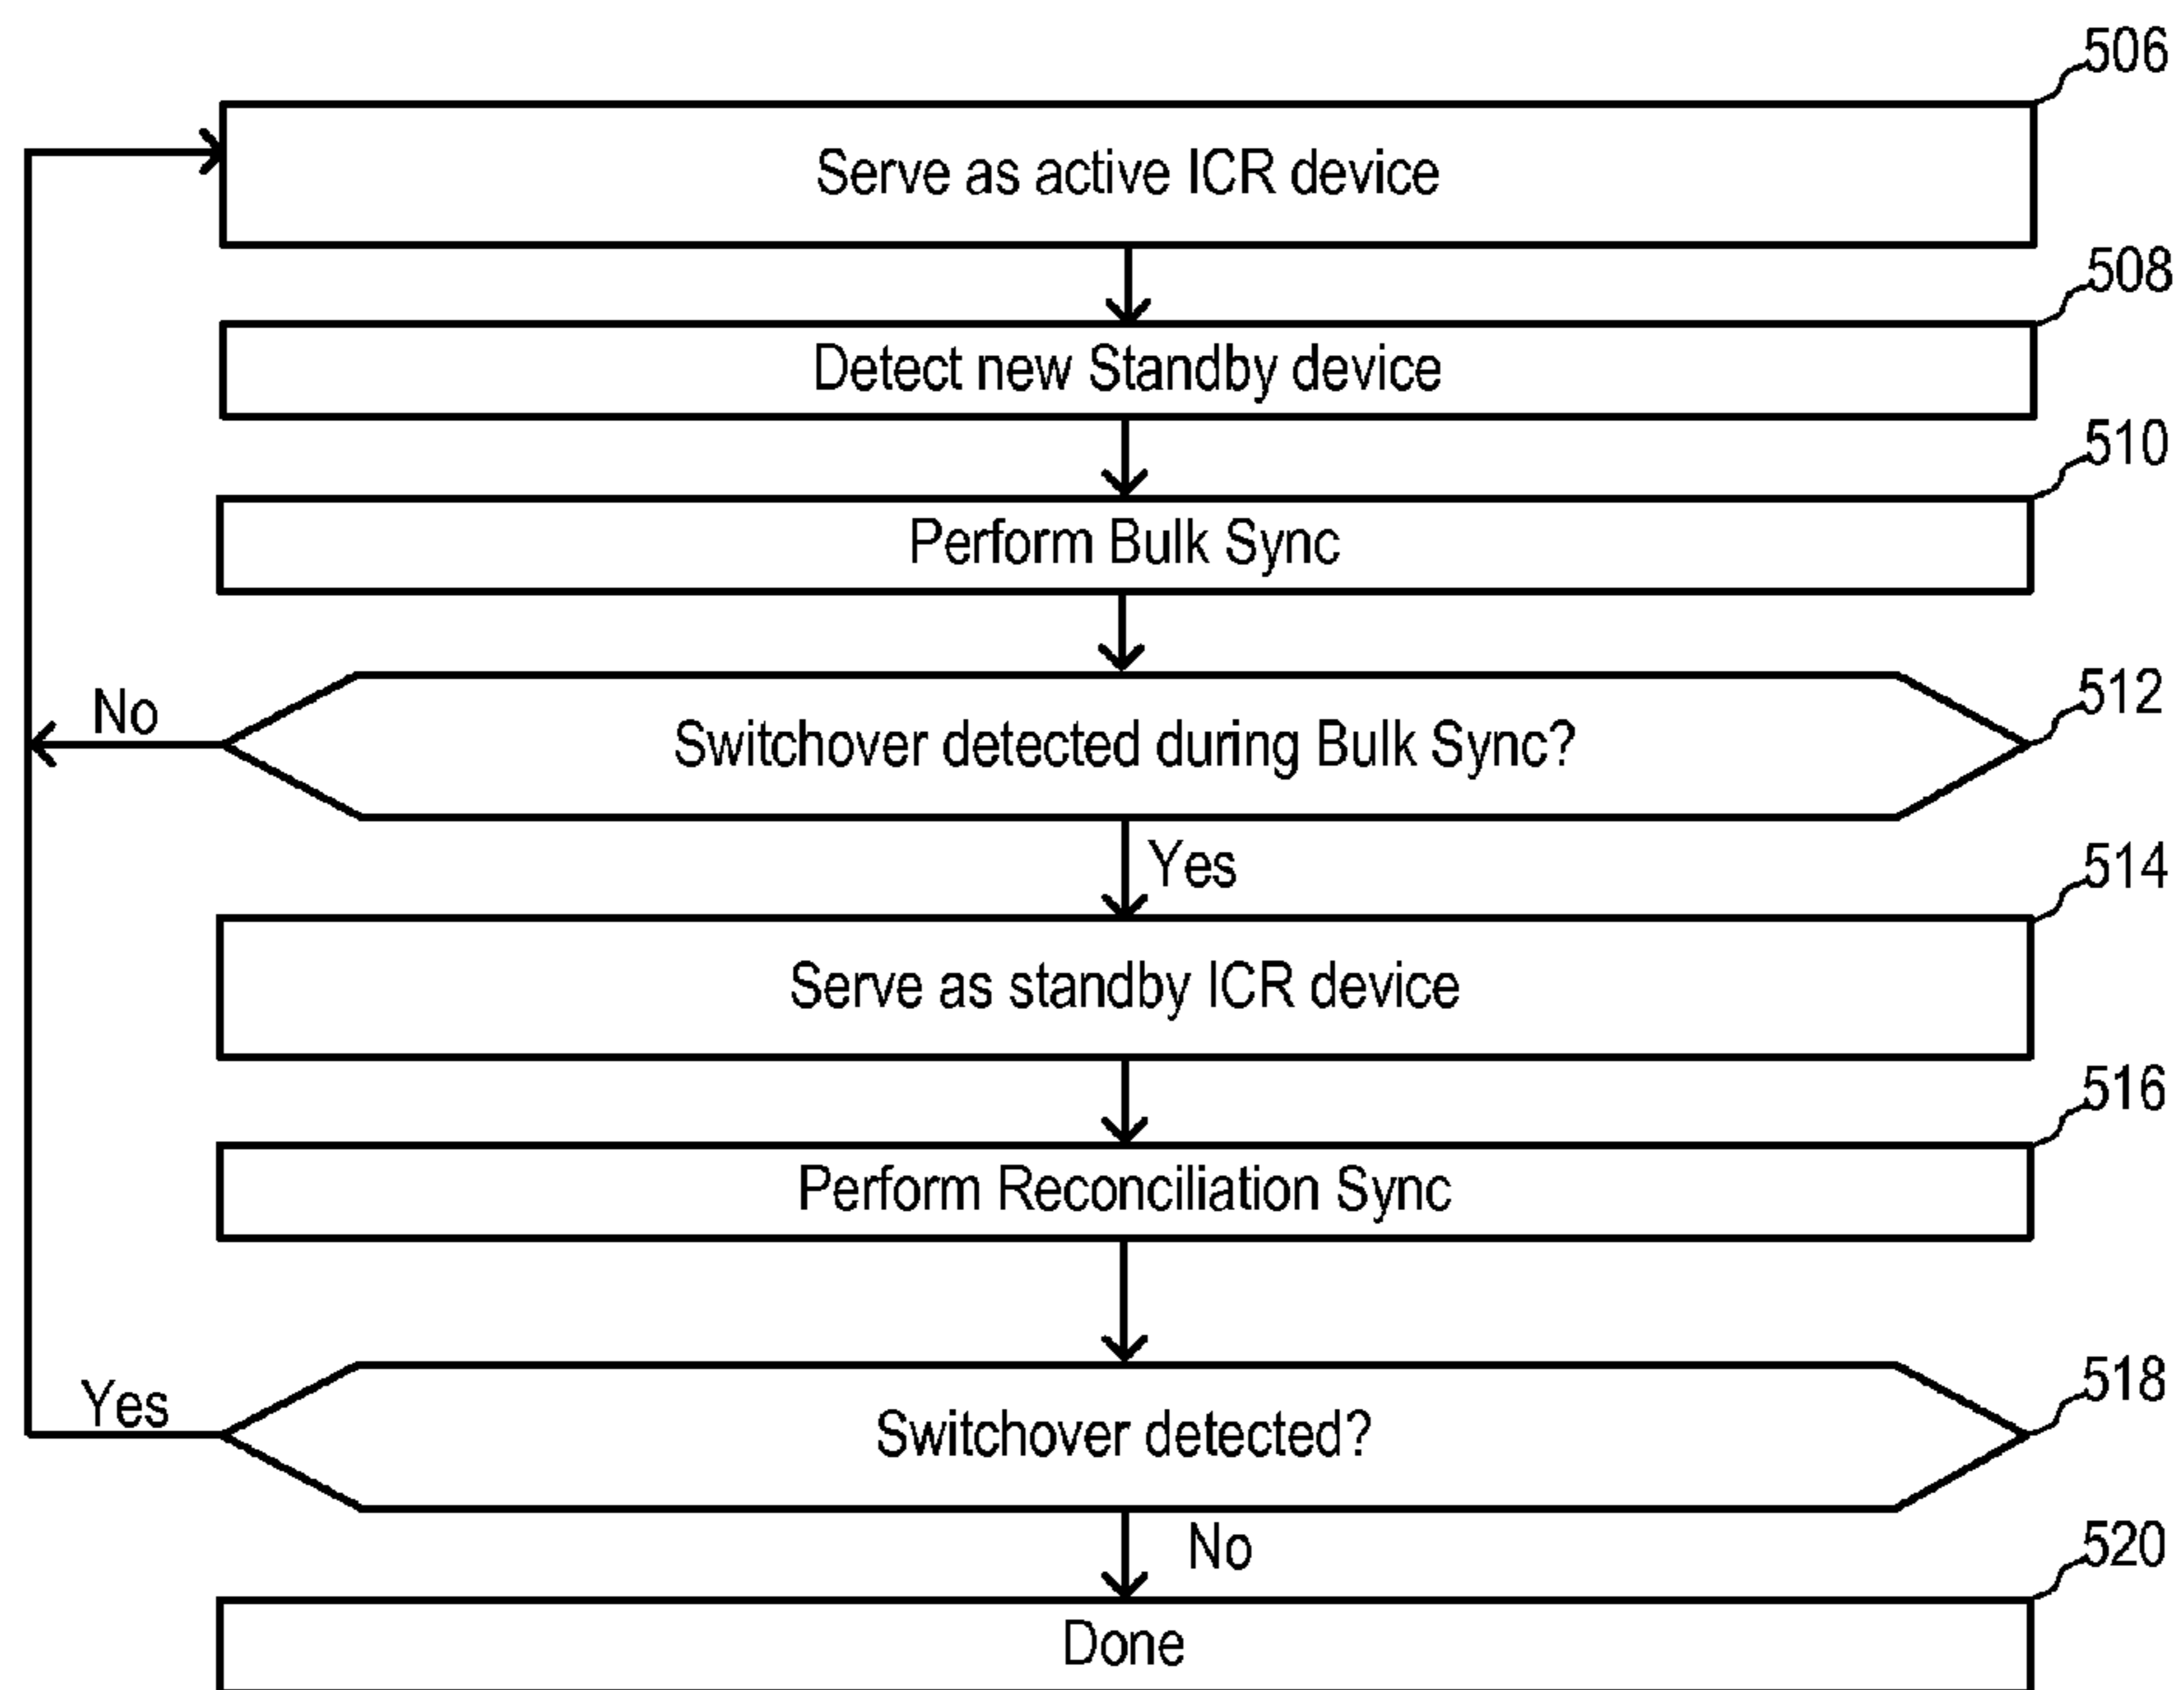 506
Serve as active ICR device
508
Detect new Standby device
510
Perform Bulk Sync
512
No
Switchover detected during Bulk Sync?
Yes
514
Serve as standby ICR device
516
Perform Reconciliation Sync
518
Yes
Switchover detected?
No
520
Done